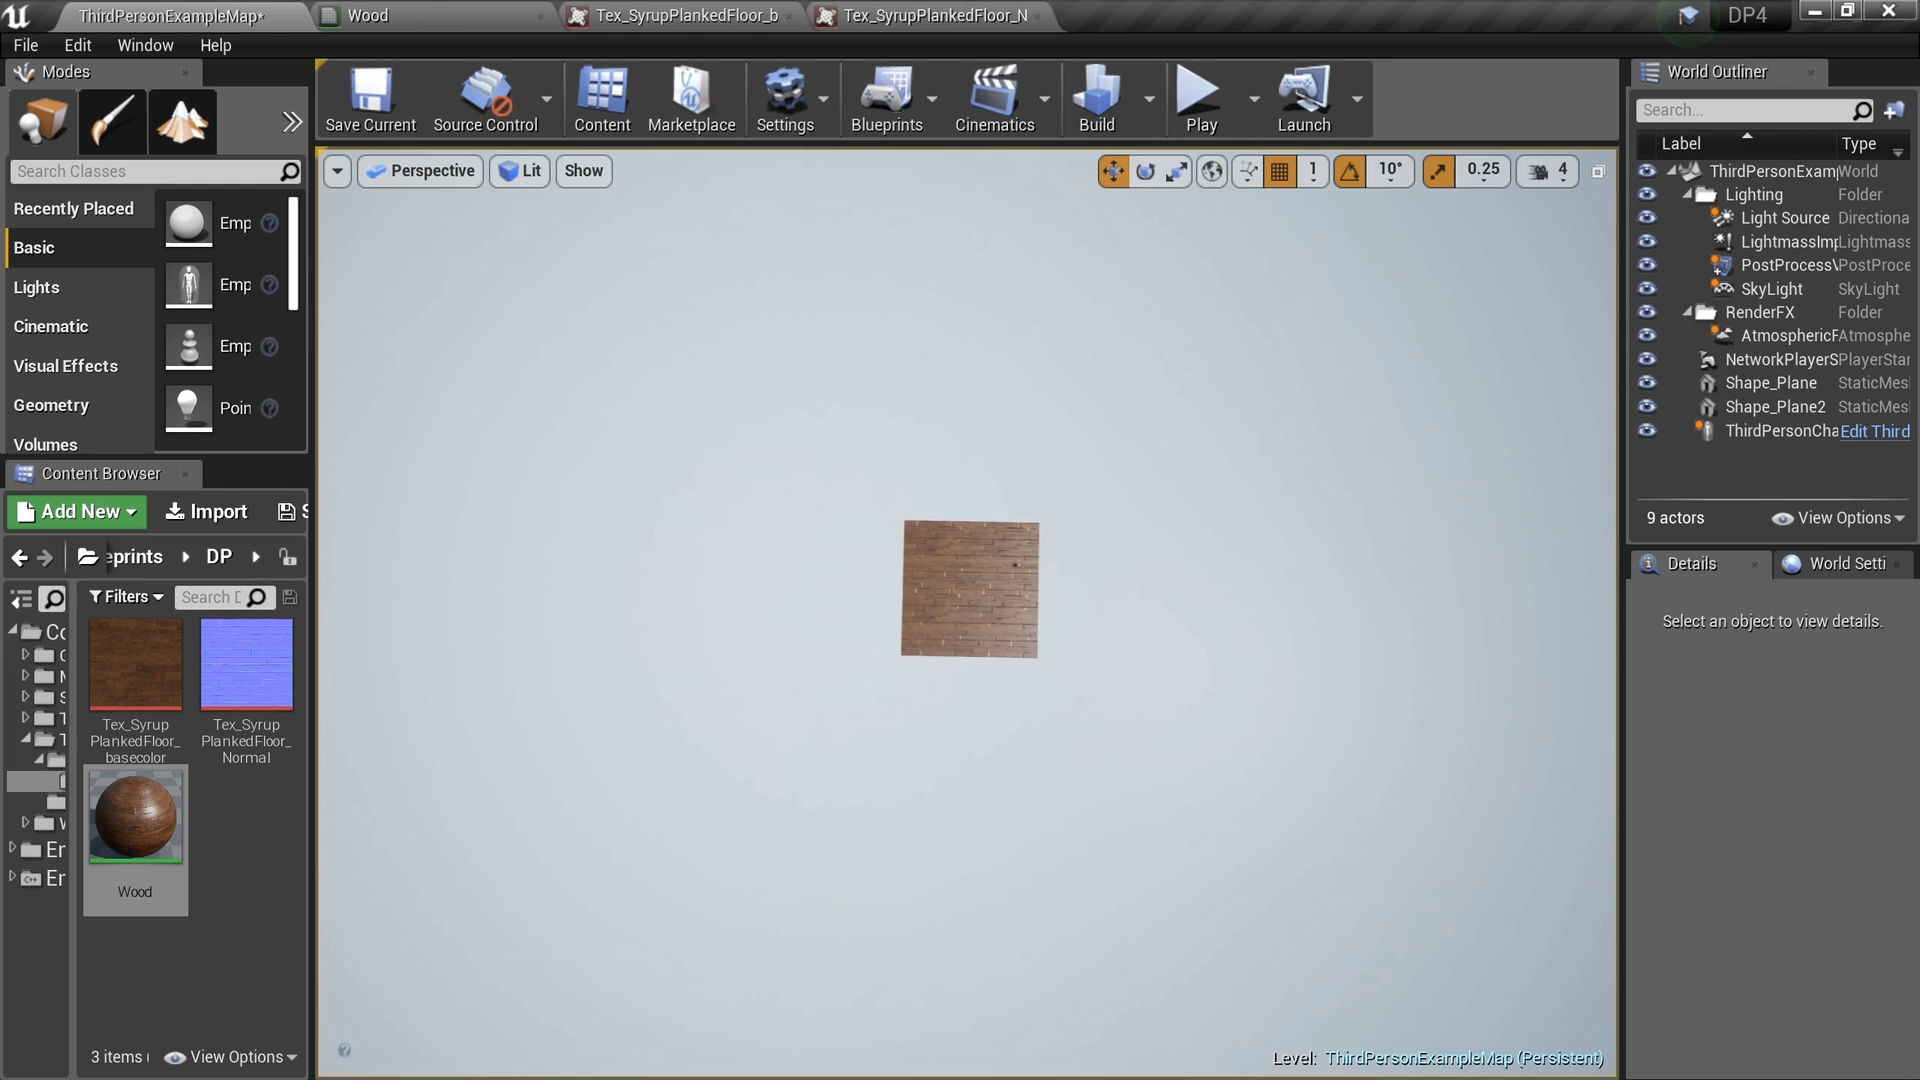 ThirdPersonExampleMap*
Wood
Tex_SyrupPlankedFloor_b
Tex_SyrupPlankedFloor_N
DP4
File
Edit
Window
Help
Modes
Save Current
Source Control
Content
Marketplace
Settings
Blueprints
Cinematics
Build
Play
Launch
Search Classes
Recently Placed
Basic
Lights
Cinematic
Visual Effects
Geometry
Volumes
Emp
Emp
Emp
Poin
Content Browser
Add New
Import
eprints
DP
Filters
Tex_Syrup
PlankedFloor_
basecolor
Tex_Syrup
PlankedFloor_
Normal
Wood
3 items
View Options
Perspective
Lit
Show
1
10°
0.25
4
Level: ThirdPersonExampleMap (Persistent)
World Outliner
Search...
Label
Type
ThirdPersonExam World
Lighting Folder
Light Source Directiona
LightmassImp Lightmass
PostProcessV PostProce
SkyLight SkyLight
RenderFX Folder
AtmosphericF Atmosphe
NetworkPlayerS PlayerStar
Shape_Plane StaticMesl
Shape_Plane2 StaticMesl
ThirdPersonCha Edit Third
9 actors
View Options
Details
World Setti
Select an object to view details.